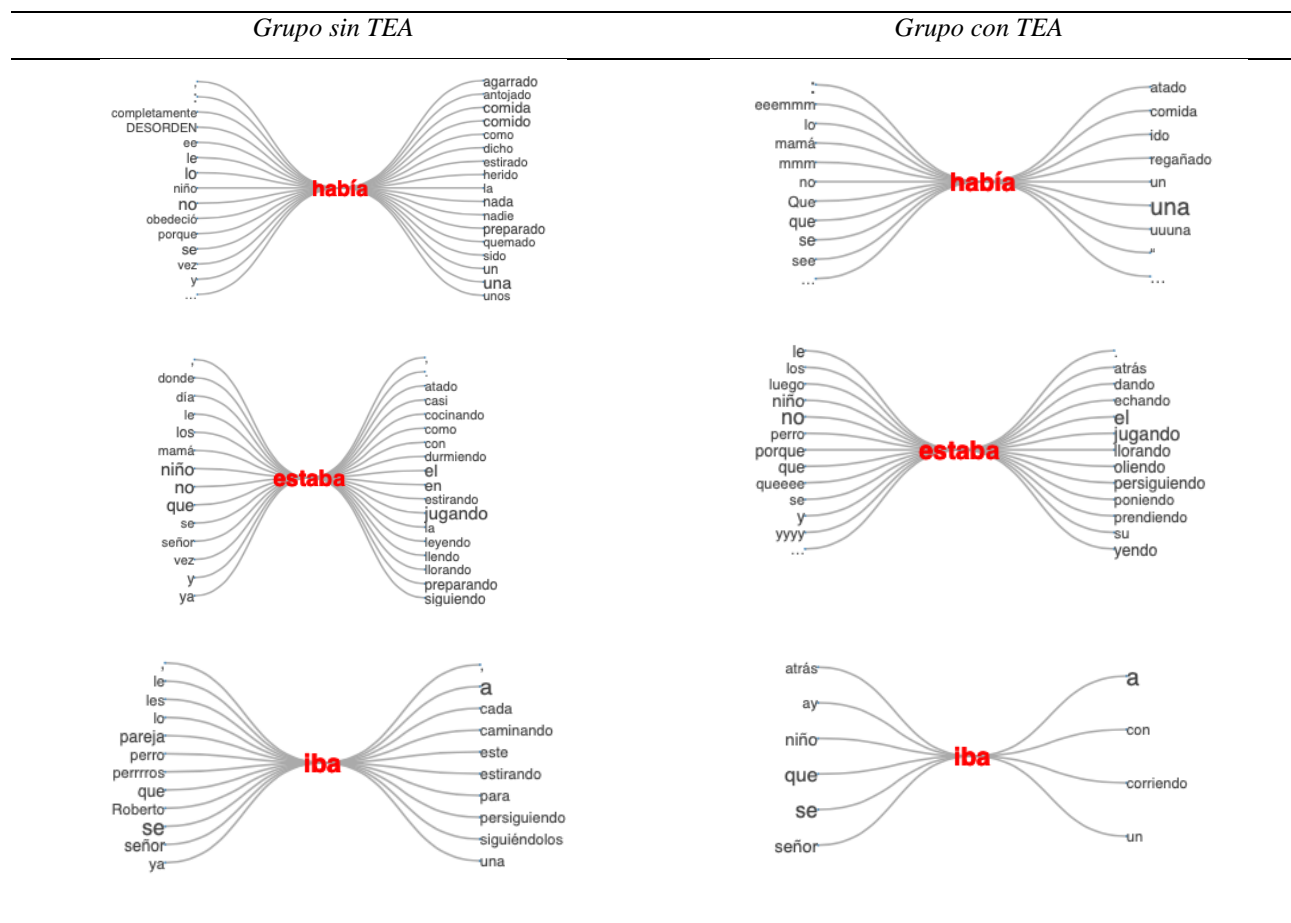 Grupo sin TEA
Grupo con TEA
,
:
completamente
DESORDEN
ee
le
lo
niño
no
obedeció
porque
se
vez
y
...
había
agarrado
antojado
comida
comido
como
dicho
estirado
herido
la
nada
nadie
preparado
quemado
sido
un
una
unos
:
eeemmm
lo
mamá
mmm
no
Que
que
se
see
...
había
atado
comida
ido
regañado
un
una
uuuna
"
...
,
donde
día
le
los
mamá
niño
no
que
se
señor
vez
y
ya
estaba
,
.
atado
casi
cocinando
como
con
durmiendo
el
en
estirando
jugando
la
leyendo
llendo
llorando
preparando
siguiendo
le
los
luego
niño
no
perro
porque
que
queeee
se
y
yyyy
...
estaba
.
atrás
dando
echando
el
jugando
llorando
oliendo
persiguiendo
poniendo
prendiendo
su
yendo
,
le
les
lo
pareja
perro
perrrros
que
Roberto
se
señor
ya
iba
,
a
cada
caminando
este
estirando
para
persiguiendo
siguiéndolos
una
atrás
ay
niño
que
se
señor
iba
a
con
corriendo
un